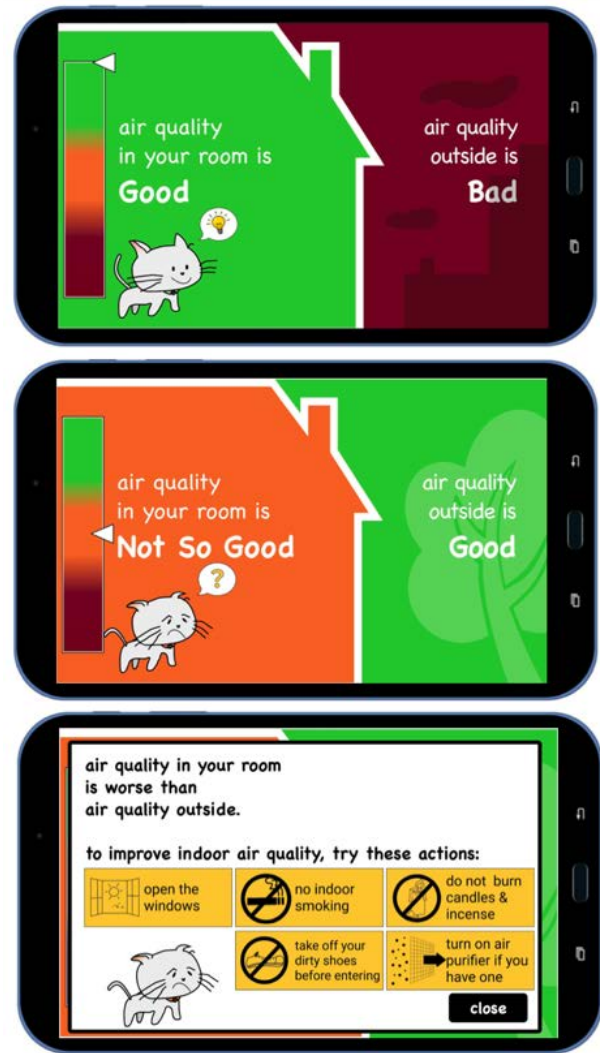 air quality
in your room is
Good
air quality
outside is
Bad
air quality
in your room is
Not So Good
?
air quality
outside is
Good
air quality in your room
is worse than
air quality outside.
to improve indoor air quality, try these actions:
open the
windows
no indoor
smoking
do not burn
candles &
incense
take off your
dirty shoes
before entering
turn on air
purifier if you
have one
close